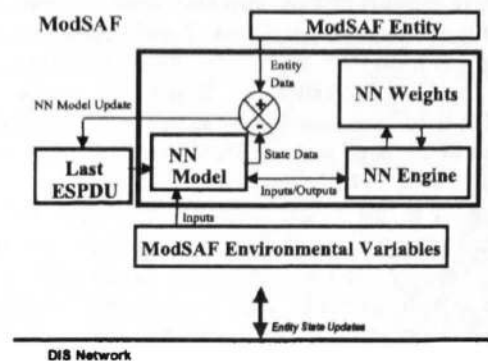 ModSAF
ModSAF Entity
Entity
Data
NN Model Update
+
-
NN Weights
Last
ESPDU
NN
Model
State Data
Inputs/Outputs
NN Engine
Inputs
ModSAF Environmental Variables
Entity State Updates
DIS Network